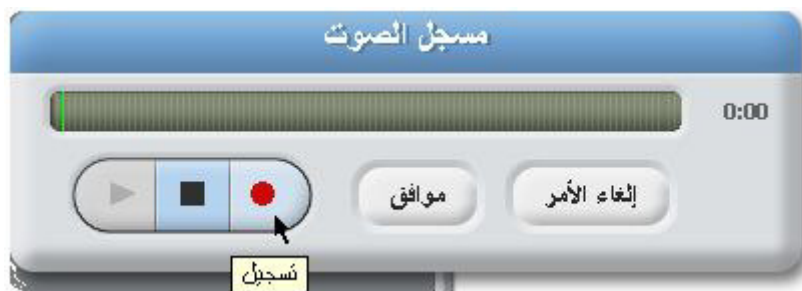 مسجل الصوت
0:00
موافق
إلغاء الأمر
تسجيل